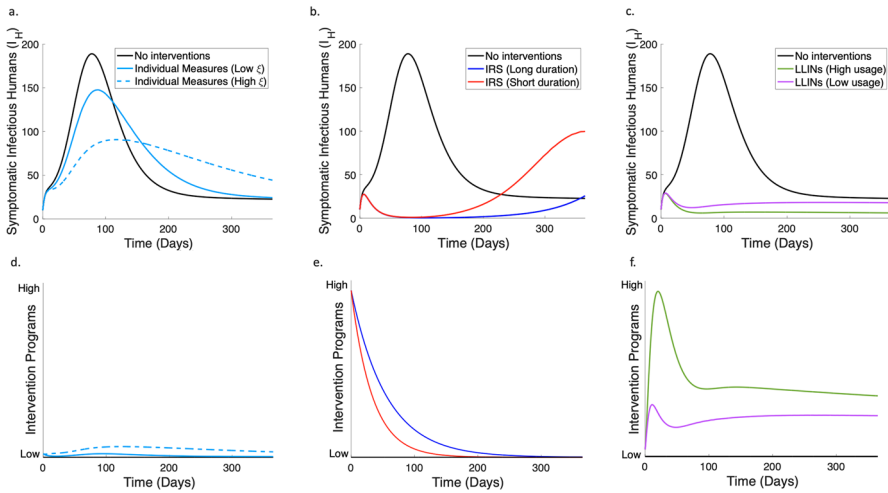 a.
Symptomatic Infectious Humans (I_H)
200
150
100
50
0
No interventions
Individual Measures (Low ξ)
Individual Measures (High ξ)
0 100 200 300
Time (Days)
b.
Symptomatic Infectious Humans (I_H)
200
150
100
50
0
No interventions
IRS (Long duration)
IRS (Short duration)
0 100 200 300
Time (Days)
c.
Symptomatic Infectious Humans (I_H)
200
150
100
50
0
No interventions
LLINs (High usage)
LLINs (Low usage)
0 100 200 300
Time (Days)
d.
High
Intervention Programs
Low
0 100 200 300
Time (Days)
e.
High
Intervention Programs
Low
0 100 200 300
Time (Days)
f.
High
Intervention Programs
Low
0 100 200 300
Time (Days)